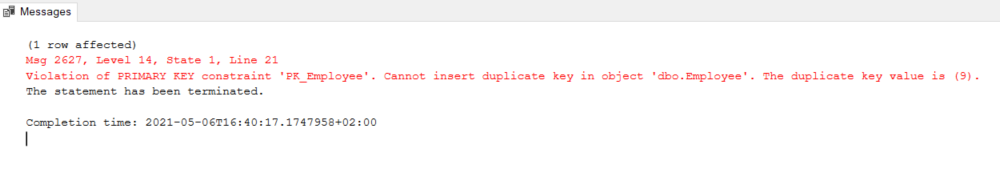 Messages
(1 row affected)
Msg 2627, Level 14, State 1, Line 21
Violation of PRIMARY KEY constraint 'PK_Employee'. Cannot insert duplicate key in object 'dbo.Employee'. The duplicate key value is (9).
The statement has been terminated.
Completion time: 2021-05-06T16:40:17.1747958+02:00